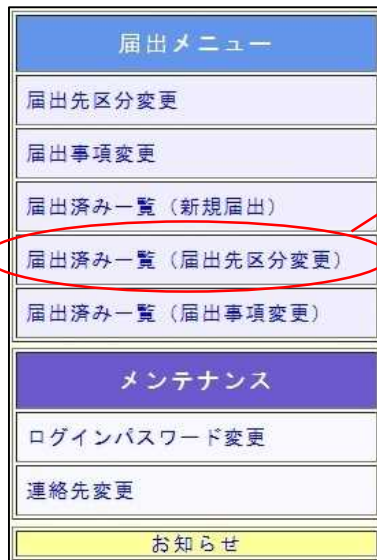 届出メニュー
届出先区分変更
届出事項変更
届出済み一覧（新規届出）
届出済み一覧（届出先区分変更）
届出済み一覧（届出事項変更）
メンテナンス
ログインパスワード変更
連絡先変更
お知らせ